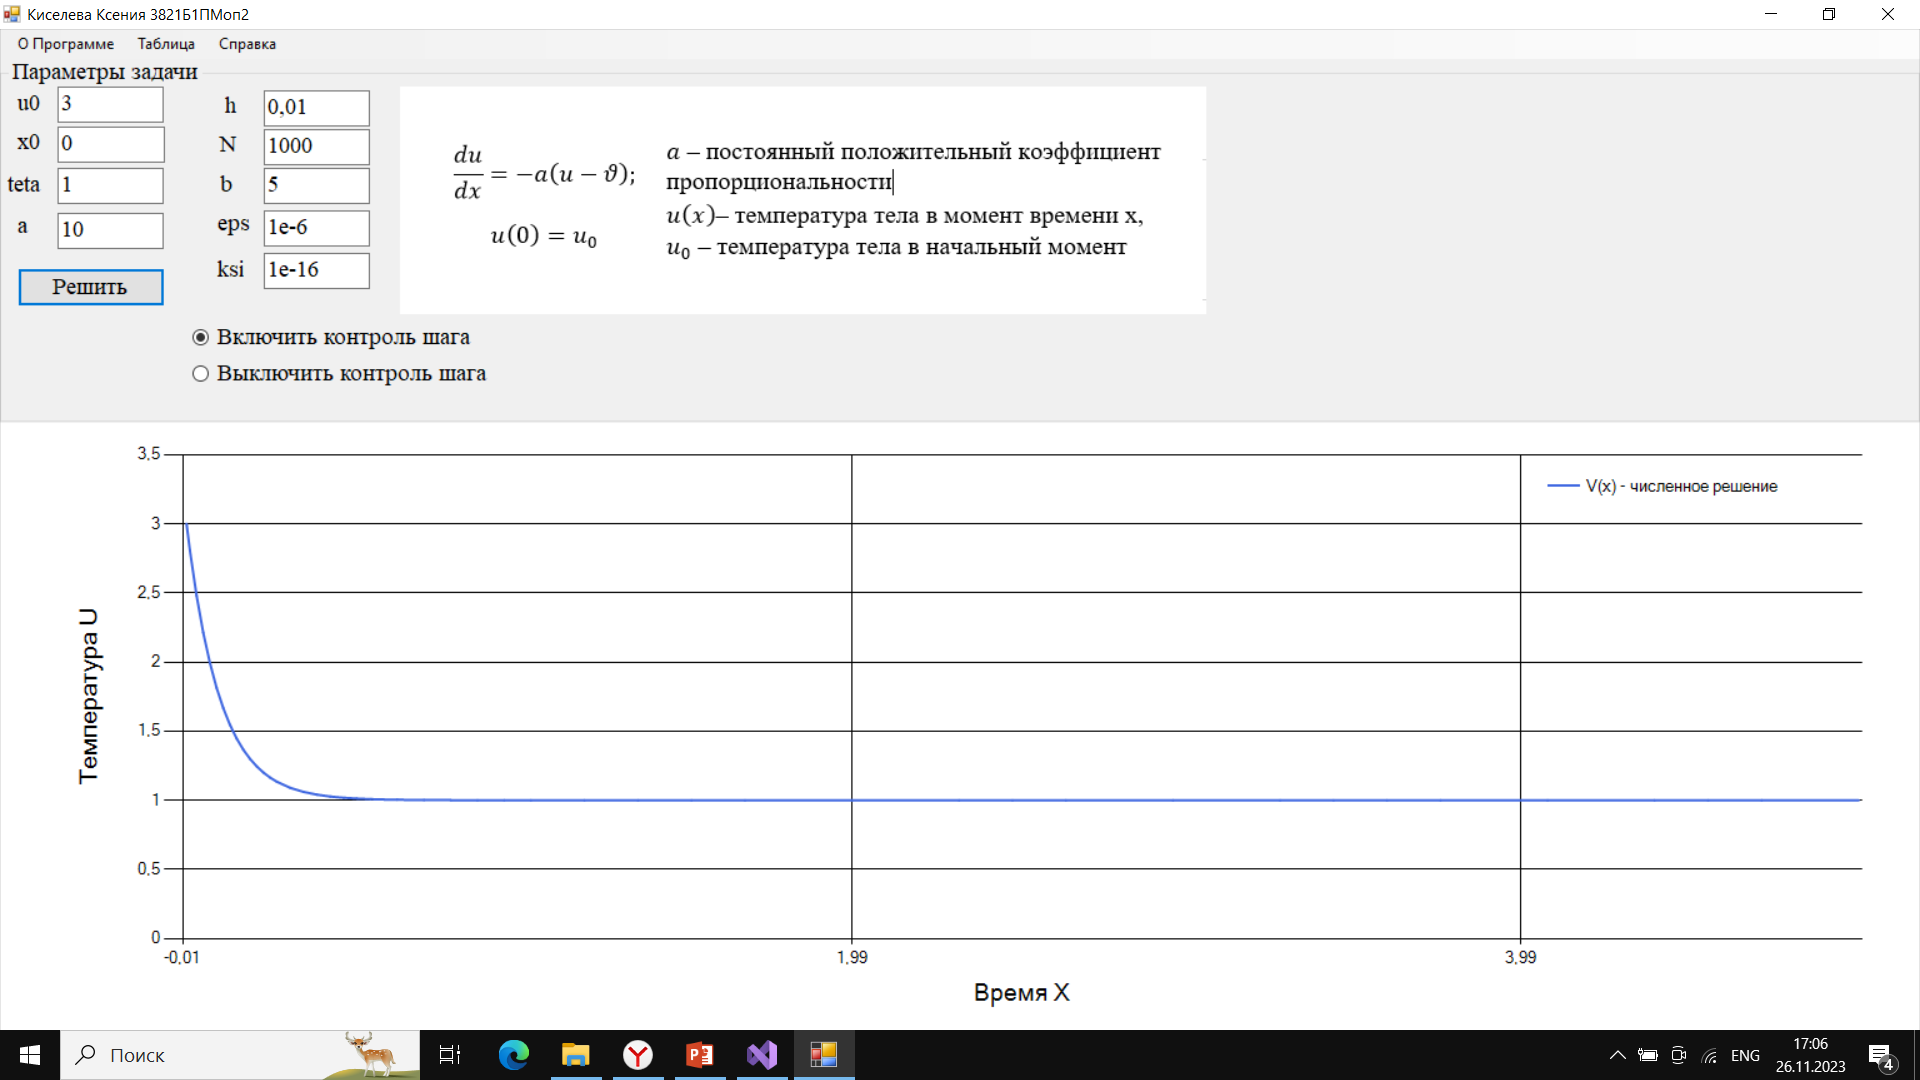 Киселева Ксения 3821Б1ПМоп2
О Программе Таблица Справка
Параметры задачи
u0 3 h 0,01
x0 0 N 1000
teta 1 b 5
a 10 eps 1e-6
ksi 1e-16
Решить
du/dx = −a(u − ϑ);
u(0) = u₀
a – постоянный положительный коэффициент
пропорциональности
u(x)– температура тела в момент времени x,
u₀ – температура тела в начальный момент
Включить контроль шага
Выключить контроль шага
V(x) - численное решение
Температура U
3,5
3
2,5
2
1,5
1
0,5
0
-0,01 1,99 3,99
Время X
Поиск
ENG
17:06
26.11.2023
4